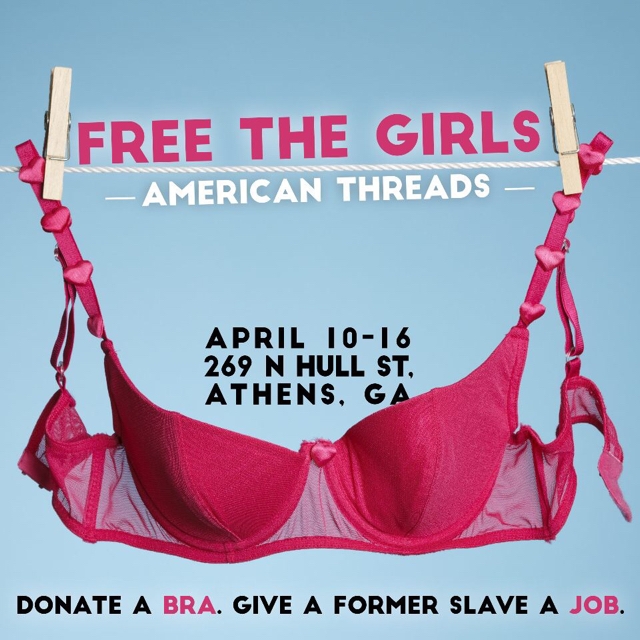 FREE THE GIRLS
— AMERICAN THREADS —
APRIL 10-16
269 N HULL ST,
ATHENS, GA
DONATE A BRA. GIVE A FORMER SLAVE A JOB.